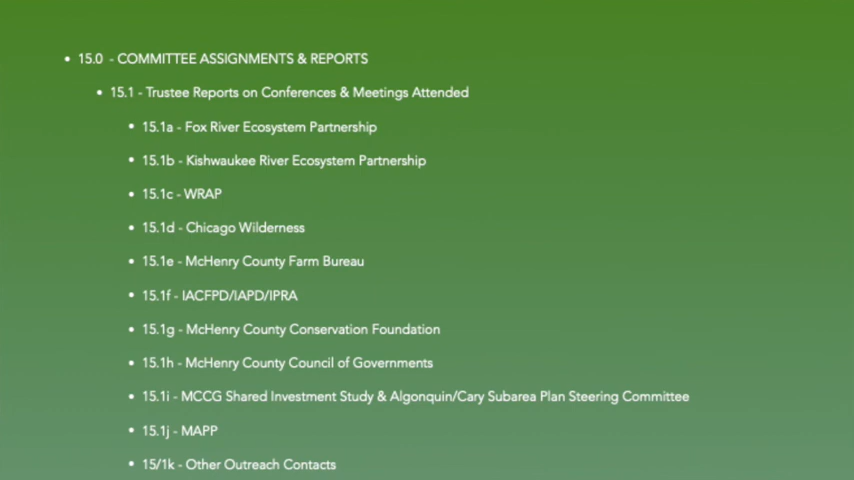 • 15.0 - COMMITTEE ASSIGNMENTS & REPORTS
• 15.1 - Trustee Reports on Conferences & Meetings Attended
• 15.1a - Fox River Ecosystem Partnership
• 15.1b - Kishwaukee River Ecosystem Partnership
• 15.1c - WRAP
• 15.1d - Chicago Wilderness
• 15.1e - McHenry County Farm Bureau
• 15.1f - IACFPD/IAPD/IPRA
• 15.1g - McHenry County Conservation Foundation
• 15.1h - McHenry County Council of Governments
• 15.1i - MCCG Shared Investment Study & Algonquin/Cary Subarea Plan Steering Committee
• 15.1j - MAPP
• 15/1k - Other Outreach Contacts